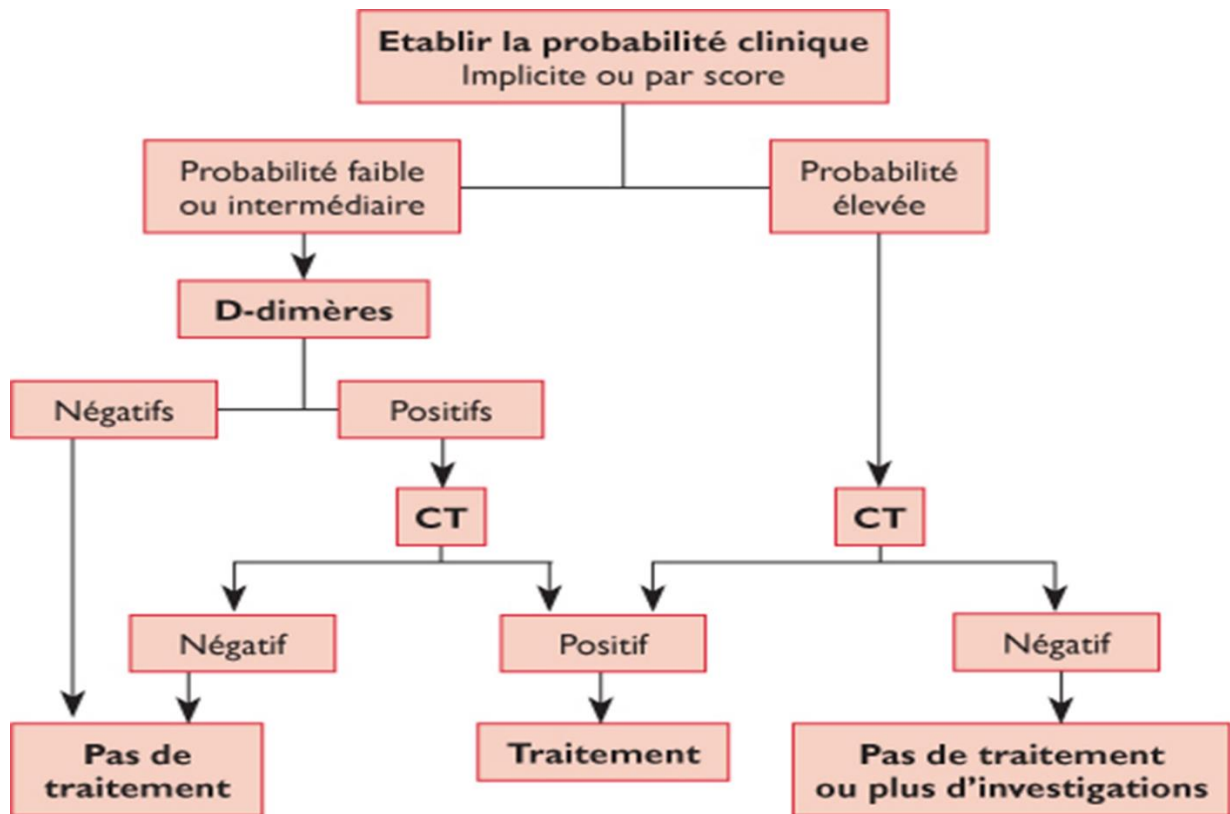 Etablir la probabilité clinique
Implicite ou par score
Probabilité faible
ou intermédiaire
Probabilité
élevée
D-dimères
Négatifs
Positifs
CT
CT
Négatif
Positif
Négatif
Pas de
traitement
Traitement
Pas de traitement
ou plus d’investigations